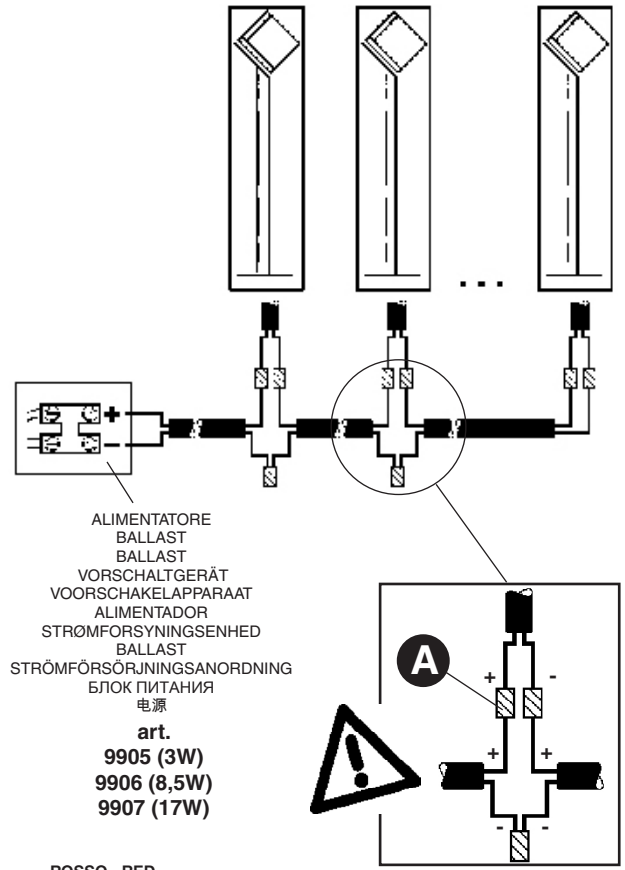 . . .
+
−
ALIMENTATORE
BALLAST
BALLAST
VORSCHALTGERÄT
VOORSCHAKELAPPARAAT
ALIMENTADOR
STRØMFORSYNINGSENHED
BALLAST
STRÖMFÖRSÖRJNINGSANORDNING
БЛОК ПИТАНИЯ
电源
art.
9905 (3W)
9906 (8,5W)
9907 (17W)
A
+ -
+ +
- -
!